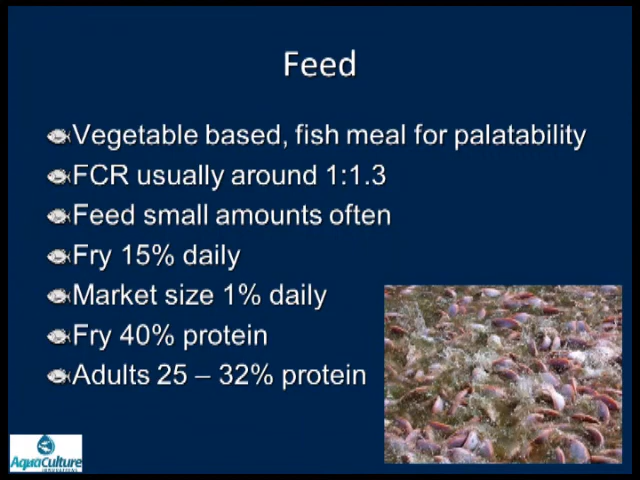 Feed
Vegetable based, fish meal for palatability
FCR usually around 1:1.3
Feed small amounts often
Fry 15% daily
Market size 1% daily
Fry 40% protein
Adults 25 – 32% protein
AquaCulture
INNOVATIONS